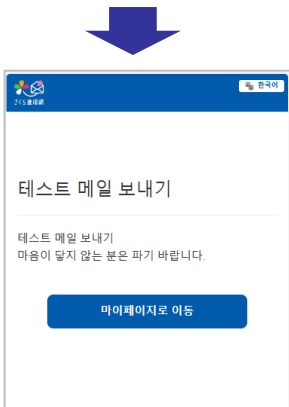 さくら連絡網
한국어
테스트 메일 보내기
테스트 메일 보내기
마음이 닿지 않는 분은 파기 바랍니다.
마이페이지로 이동